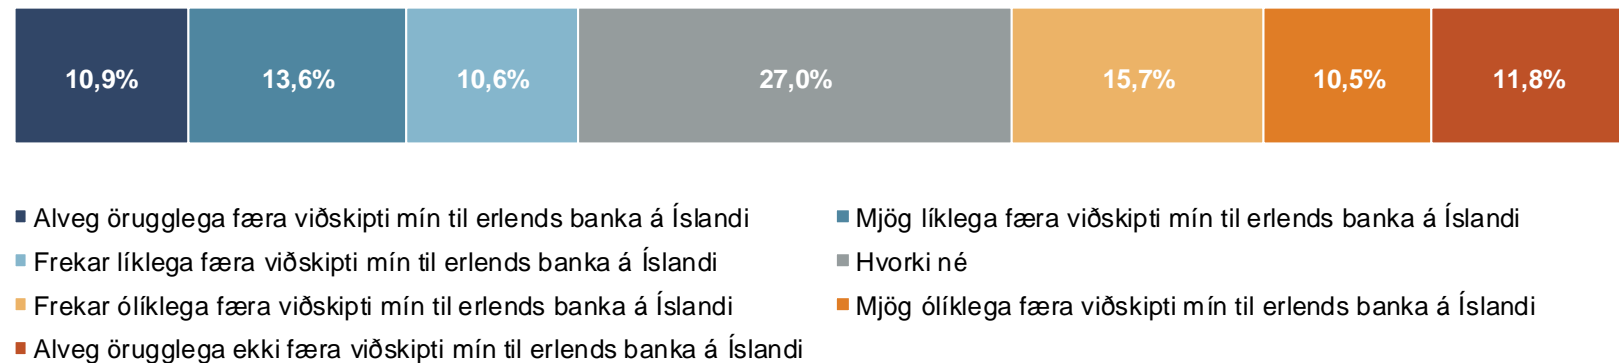 10,9% 13,6% 10,6% 27,0% 15,7% 10,5% 11,8%
Alveg örugglega færa viðskipti mín til erlends banka á Íslandi
Mjög líklega færa viðskipti mín til erlends banka á Íslandi
Frekar líklega færa viðskipti mín til erlends banka á Íslandi
Hvorki né
Frekar ólíklega færa viðskipti mín til erlends banka á Íslandi
Mjög ólíklega færa viðskipti mín til erlends banka á Íslandi
Alveg örugglega ekki færa viðskipti mín til erlends banka á Íslandi